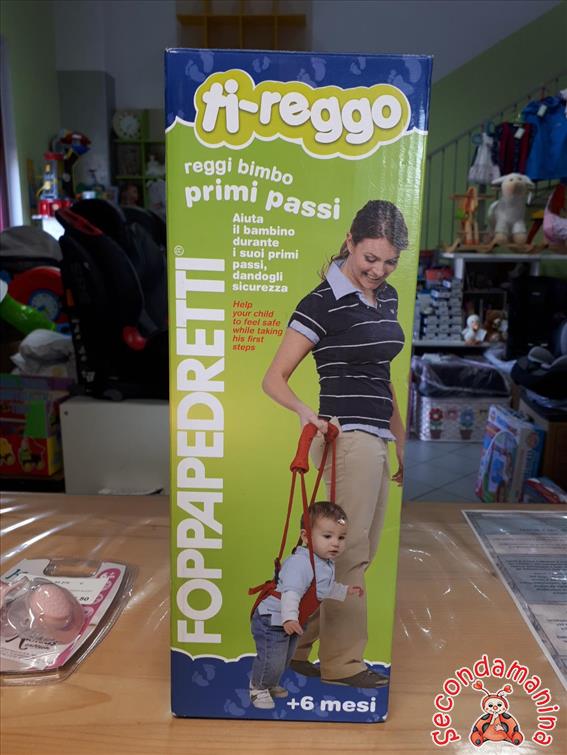 ti-reggo
reggi bimbo
primi passi
Aiuta
il bambino
durante
i suoi primi
passi,
dandogli
sicurezza
Help
your child
to feel safe
while taking
his first
steps
FOPPAPEDRETTI®
+6 mesi
secondamanina